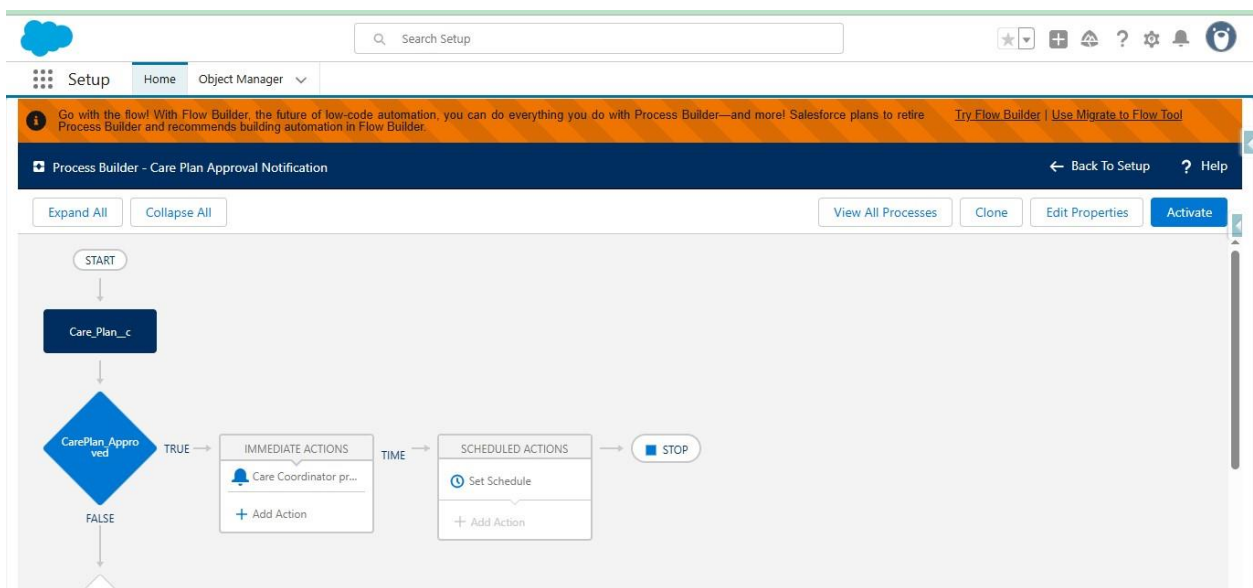 Search Setup
Setup
Home
Object Manager
Go with the flow! With Flow Builder, the future of low-code automation, you can do everything you do with Process Builder—and more! Salesforce plans to retire
Process Builder and recommends building automation in Flow Builder.
Try Flow Builder | Use Migrate to Flow Tool
Process Builder - Care Plan Approval Notification
Back To Setup
? Help
Expand All
Collapse All
View All Processes
Clone
Edit Properties
Activate
START
Care_Plan__c
CarePlan_Appro
ved
TRUE
IMMEDIATE ACTIONS
Care Coordinator pr...
+ Add Action
TIME
SCHEDULED ACTIONS
Set Schedule
+ Add Action
STOP
FALSE